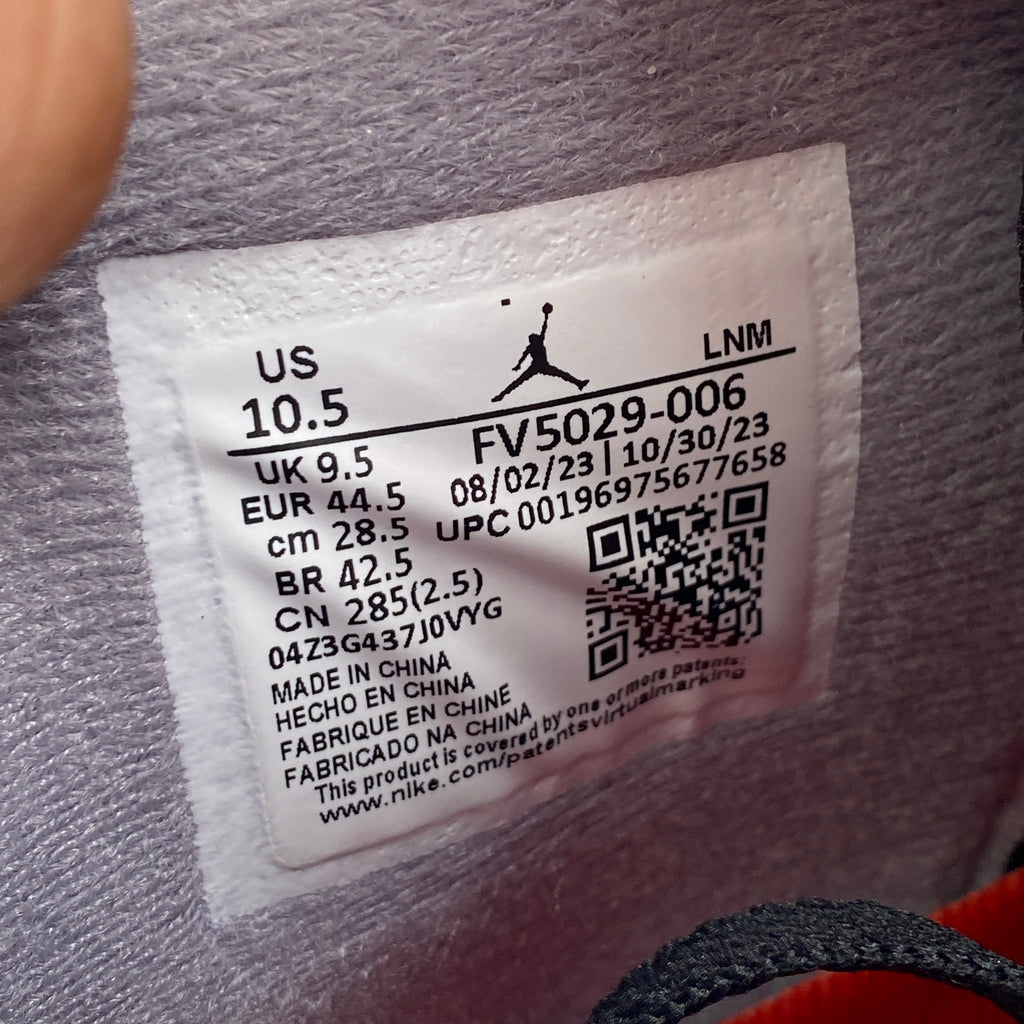 US
LNM
10.5
FV5029-006
UK 9.5
08/02/23 | 10/30/23
EUR 44.5
UPC 00196975677658
cm 28.5
BR 42.5
CN 285(2.5)
04Z3G437J0VYG
MADE IN CHINA
HECHO EN CHINA
FABRIQUE EN CHINE
FABRICADO NA CHINA
This product is covered by one or more patents:
www.nike.com/patentsvirtualmarking